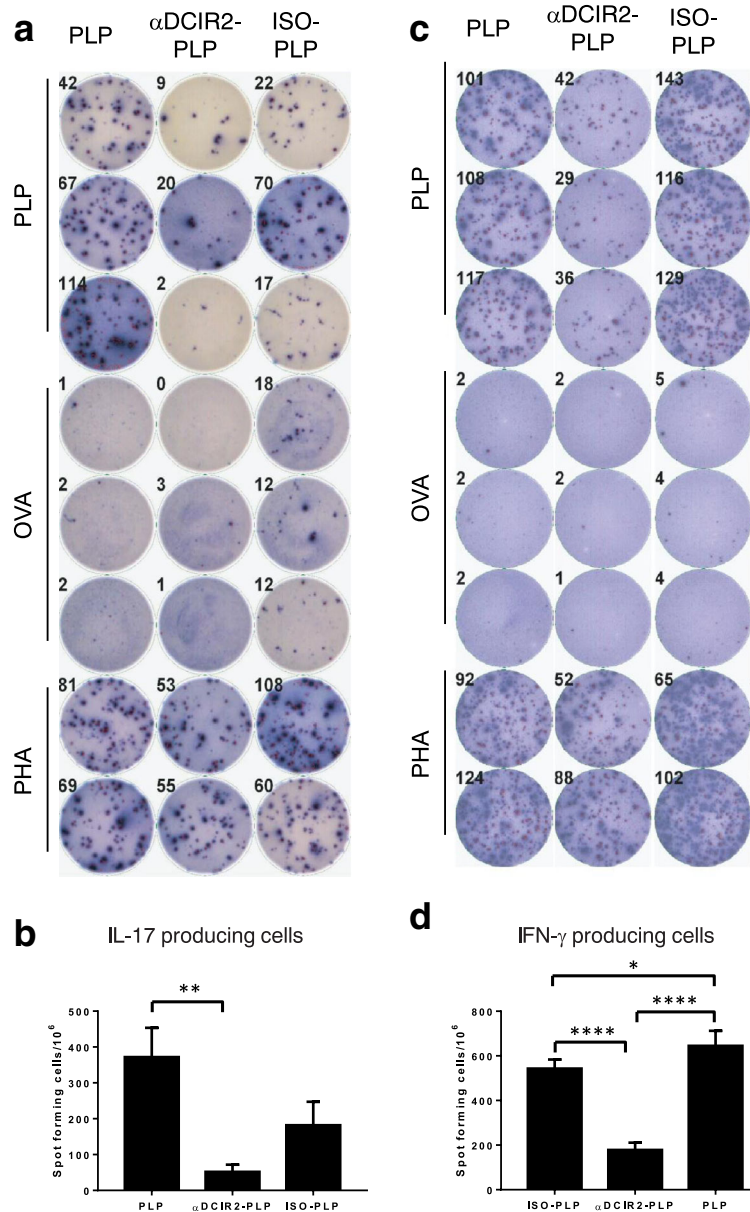 a
PLP
αDCIR2-
PLP
ISO-
PLP
PLP
42
9
22
67
20
70
114
2
17
OVA
1
0
18
2
3
12
2
1
12
PHA
81
53
108
69
55
60
b
IL-17 producing cells
**
Spot forming cells/10⁶
500
400
300
200
100
0
PLP
αDCIR2-PLP
ISO-PLP
c
PLP
αDCIR2-
PLP
ISO-
PLP
PLP
101
42
143
108
29
116
117
36
129
OVA
2
2
5
2
2
4
2
1
4
PHA
92
52
65
124
88
102
d
IFN-γ producing cells
*
****
****
Spot forming cells/10⁶
800
600
400
200
0
ISO-PLP
αDCIR2-PLP
PLP